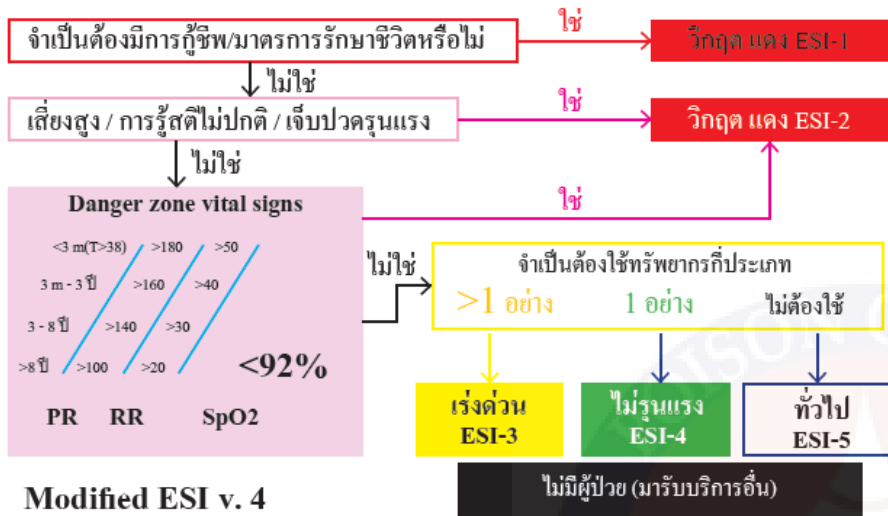 จำเป็นต้องมีการกู้ชีพ/มาตรการรักษาชีวิตหรือไม่
ใช่
วิกฤต แดง ESI-1
ไม่ใช่
เสี่ยงสูง / การรู้สติไม่ปกติ / เจ็บปวดรุนแรง
ใช่
วิกฤต แดง ESI-2
ไม่ใช่
Danger zone vital signs
ใช่
<3 m(T>38) >180 >50
3 m - 3 ปี >160 >40
3 - 8 ปี >140 >30
>8 ปี >100 >20
<92%
PR RR SpO2
ไม่ใช่
จำเป็นต้องใช้ทรัพยากรกี่ประเภท
>1 อย่าง 1 อย่าง ไม่ต้องใช้
เร่งด่วน
ESI-3
ไม่รุนแรง
ESI-4
ทั่วไป
ESI-5
ไม่มีผู้ป่วย (มารับบริการอื่น)
Modified ESI v. 4